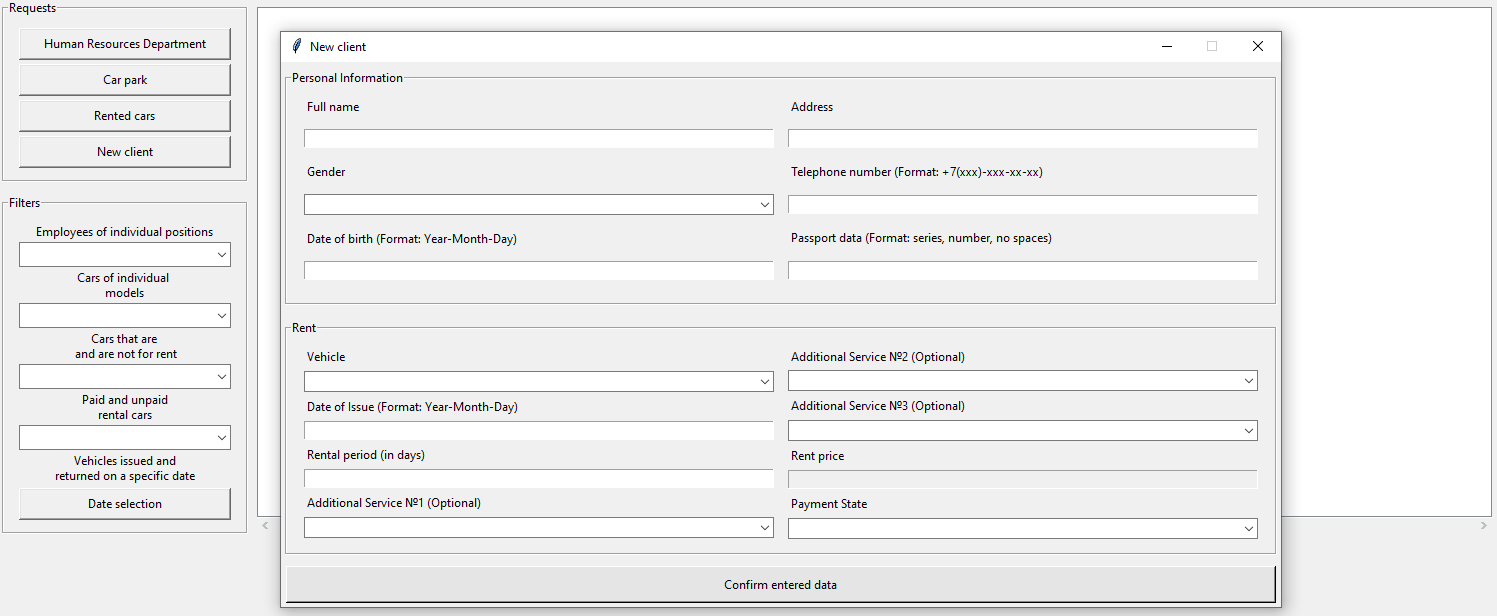 Requests
Human Resources Department
Car park
Rented cars
New client
Filters
Employees of individual positions
Cars of individual
models
Cars that are
and are not for rent
Paid and unpaid
rental cars
Vehicles issued and
returned on a specific date
Date selection
New client
Personal Information
Full name
Address
Gender
Telephone number (Format: +7(xxx)-xxx-xx-xx)
Date of birth (Format: Year-Month-Day)
Passport data (Format: series, number, no spaces)
Rent
Vehicle
Additional Service №2 (Optional)
Date of Issue (Format: Year-Month-Day)
Additional Service №3 (Optional)
Rental period (in days)
Rent price
Additional Service №1 (Optional)
Payment State
Confirm entered data